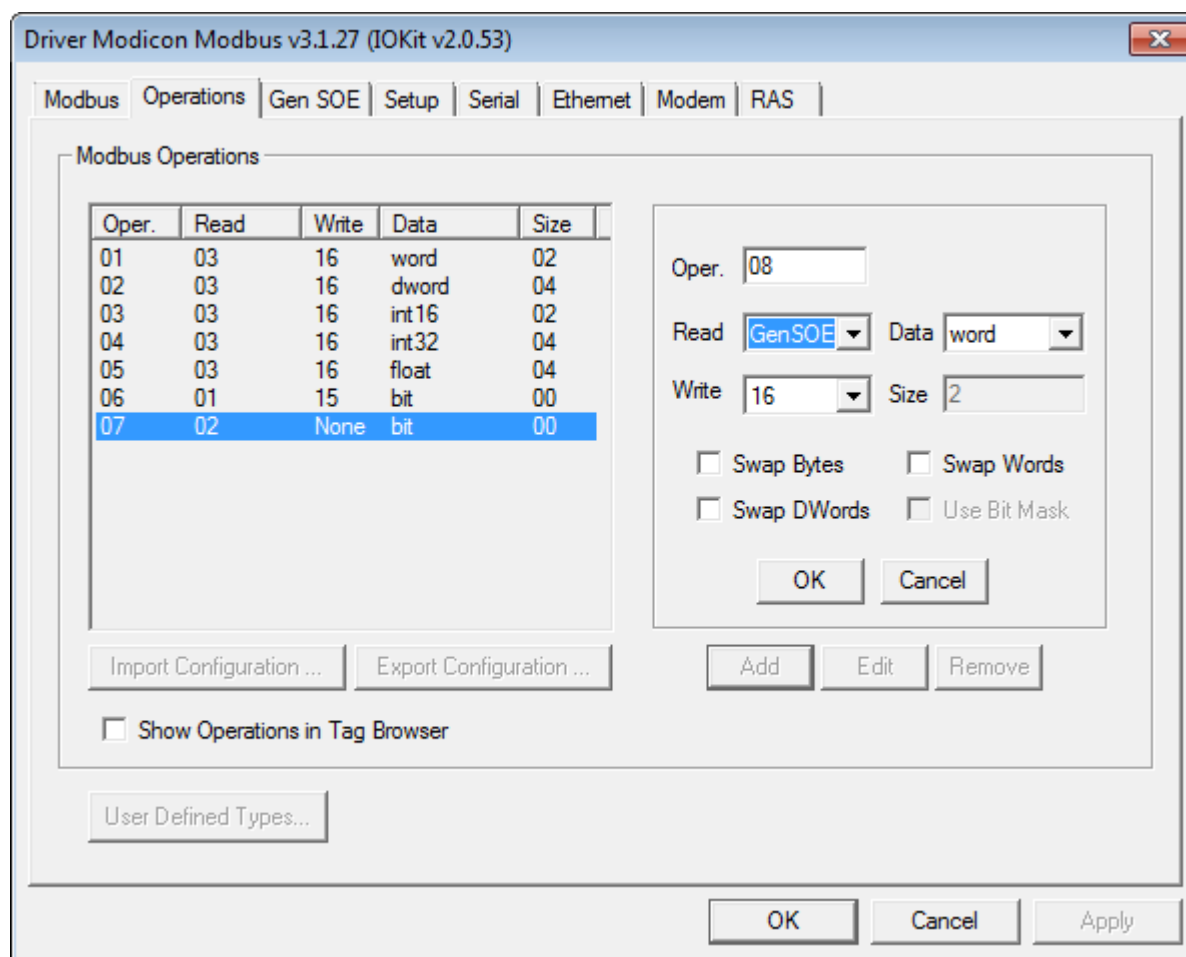 Driver Modicon Modbus v3.1.27 (IOKit v2.0.53)
Modbus Operations Gen SOE Setup Serial Ethernet Modem RAS
Modbus Operations
Oper. Read Write Data Size
01 03 16 word 02
02 03 16 dword 04
03 03 16 int16 02
04 03 16 int32 04
05 03 16 float 04
06 01 15 bit 00
07 02 None bit 00
Oper. 08
Read GenSOE Data word
Write 16 Size 2
Swap Bytes Swap Words
Swap DWords Use Bit Mask
OK Cancel
Import Configuration ... Export Configuration ... Add Edit Remove
Show Operations in Tag Browser
User Defined Types...
OK Cancel Apply